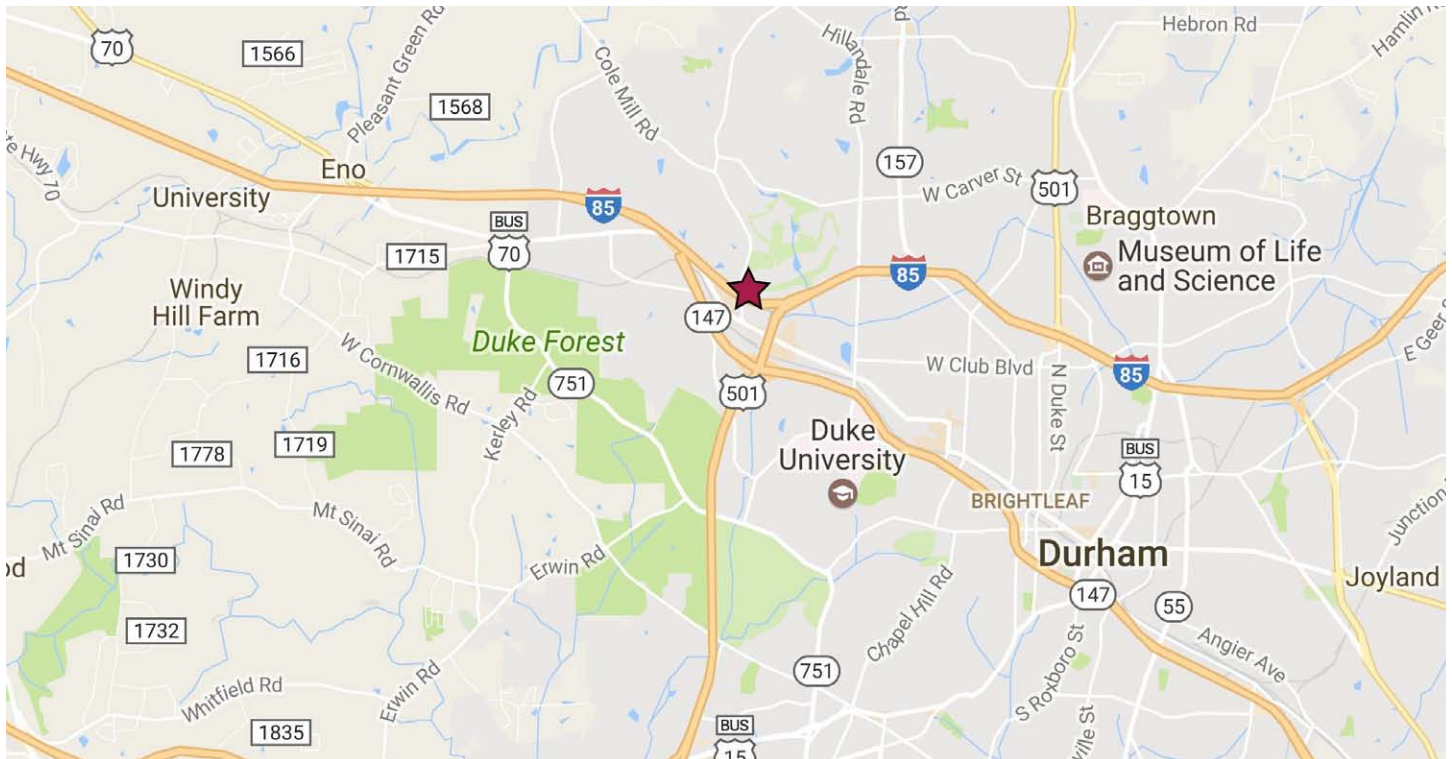 70
1566
Pleasant Green Rd
1568
Cole Mill Rd
Hillandale Rd
Rd
Hebron Rd
Hamlin Rd
te Hwy 70
Eno
University
85
157
W Carver St
501
Braggtown
Museum of Life
and Science
BUS
70
1715
85
Windy
Hill Farm
147
Duke Forest
W Club Blvd
N Duke St
85
E Geer S
1716
W Cornwallis Rd
751
501
Kerley Rd
1719
1778
Duke
University
BUS
15
BRIGHTLEAF
Mt Sinai Rd
Mt Sinai Rd
Junction
od
1730
Erwin Rd
Durham
Joyland
Chapel Hill Rd
147
55
1732
Angier Ave
751
S Roxboro St
Erwin Rd
Whitfield Rd
1835
BUS
15
ville St